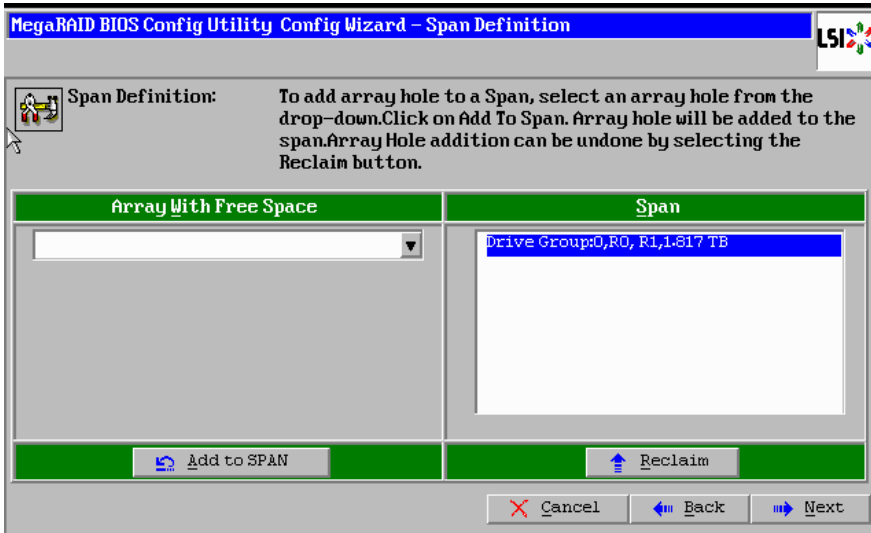 MegaRAID BIOS Config Utility Config Wizard – Span Definition
LSI
Span Definition:
To add array hole to a Span, select an array hole from the
drop-down.Click on Add To Span. Array hole will be added to the
span.Array Hole addition can be undone by selecting the
Reclaim button.
Array With Free Space
Span
Drive Group:0,R0, R1,1.817 TB
Add to SPAN
Reclaim
Cancel
Back
Next